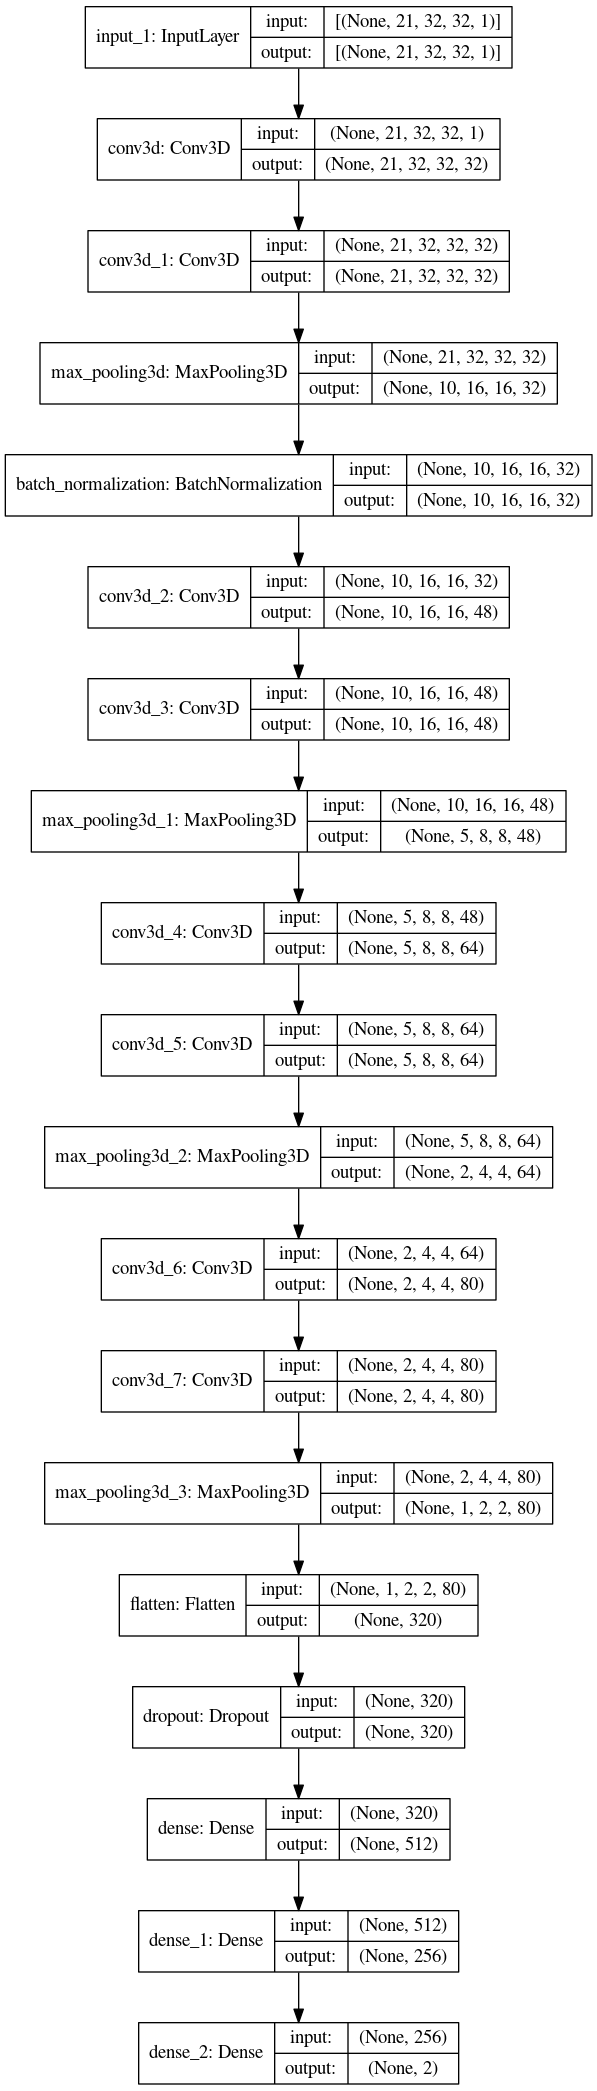 input_1: InputLayer
input: [(None, 21, 32, 32, 1)]
output: [(None, 21, 32, 32, 1)]
conv3d: Conv3D
input: (None, 21, 32, 32, 1)
output: (None, 21, 32, 32, 32)
conv3d_1: Conv3D
input: (None, 21, 32, 32, 32)
output: (None, 21, 32, 32, 32)
max_pooling3d: MaxPooling3D
input: (None, 21, 32, 32, 32)
output: (None, 10, 16, 16, 32)
batch_normalization: BatchNormalization
input: (None, 10, 16, 16, 32)
output: (None, 10, 16, 16, 32)
conv3d_2: Conv3D
input: (None, 10, 16, 16, 32)
output: (None, 10, 16, 16, 48)
conv3d_3: Conv3D
input: (None, 10, 16, 16, 48)
output: (None, 10, 16, 16, 48)
max_pooling3d_1: MaxPooling3D
input: (None, 10, 16, 16, 48)
output: (None, 5, 8, 8, 48)
conv3d_4: Conv3D
input: (None, 5, 8, 8, 48)
output: (None, 5, 8, 8, 64)
conv3d_5: Conv3D
input: (None, 5, 8, 8, 64)
output: (None, 5, 8, 8, 64)
max_pooling3d_2: MaxPooling3D
input: (None, 5, 8, 8, 64)
output: (None, 2, 4, 4, 64)
conv3d_6: Conv3D
input: (None, 2, 4, 4, 64)
output: (None, 2, 4, 4, 80)
conv3d_7: Conv3D
input: (None, 2, 4, 4, 80)
output: (None, 2, 4, 4, 80)
max_pooling3d_3: MaxPooling3D
input: (None, 2, 4, 4, 80)
output: (None, 1, 2, 2, 80)
flatten: Flatten
input: (None, 1, 2, 2, 80)
output: (None, 320)
dropout: Dropout
input: (None, 320)
output: (None, 320)
dense: Dense
input: (None, 320)
output: (None, 512)
dense_1: Dense
input: (None, 512)
output: (None, 256)
dense_2: Dense
input: (None, 256)
output: (None, 2)